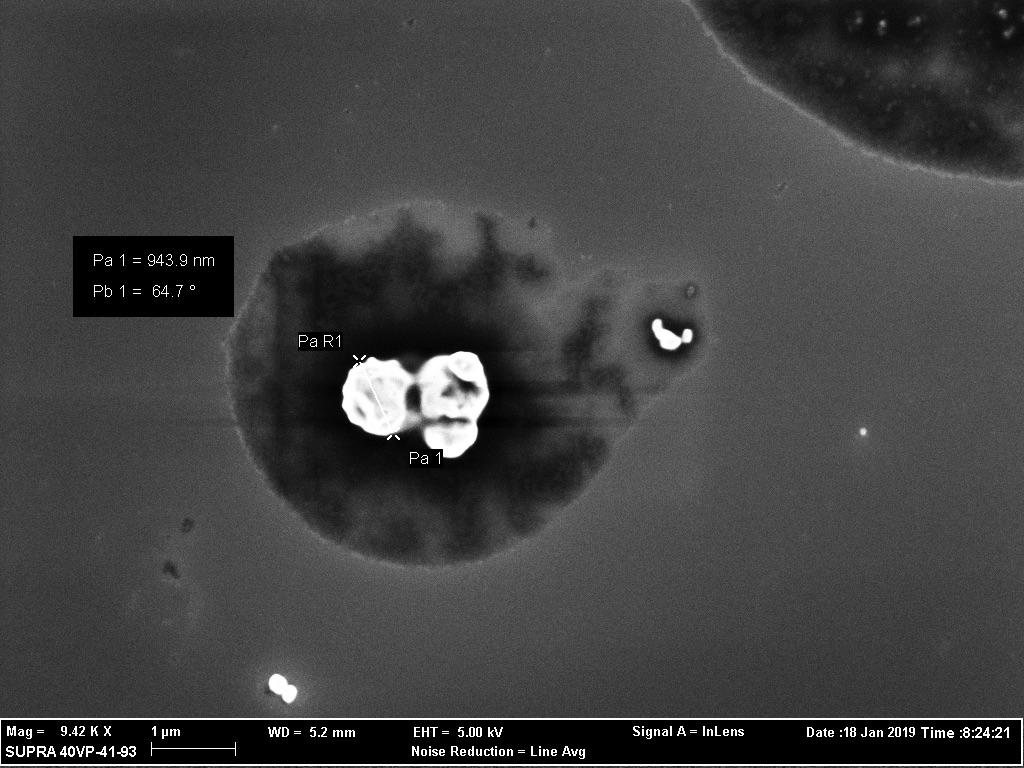 Pa 1 = 943.9 nm
Pb 1 = 64.7 °
Pa R1
Pa 1
Mag = 9.42 K X 1 µm WD = 5.2 mm EHT = 5.00 kV Signal A = InLens Date :18 Jan 2019 Time :8:24:21
SUPRA 40VP-41-93 Noise Reduction = Line Avg